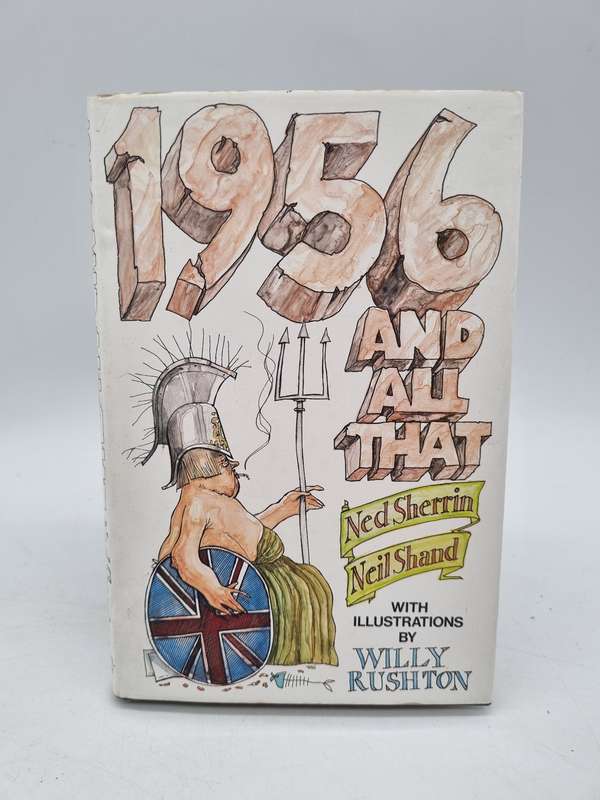 1956
AND
ALL
THAT
Ned Sherrin
Neil Shand
WITH
ILLUSTRATIONS
BY
WILLY
RUSHTON